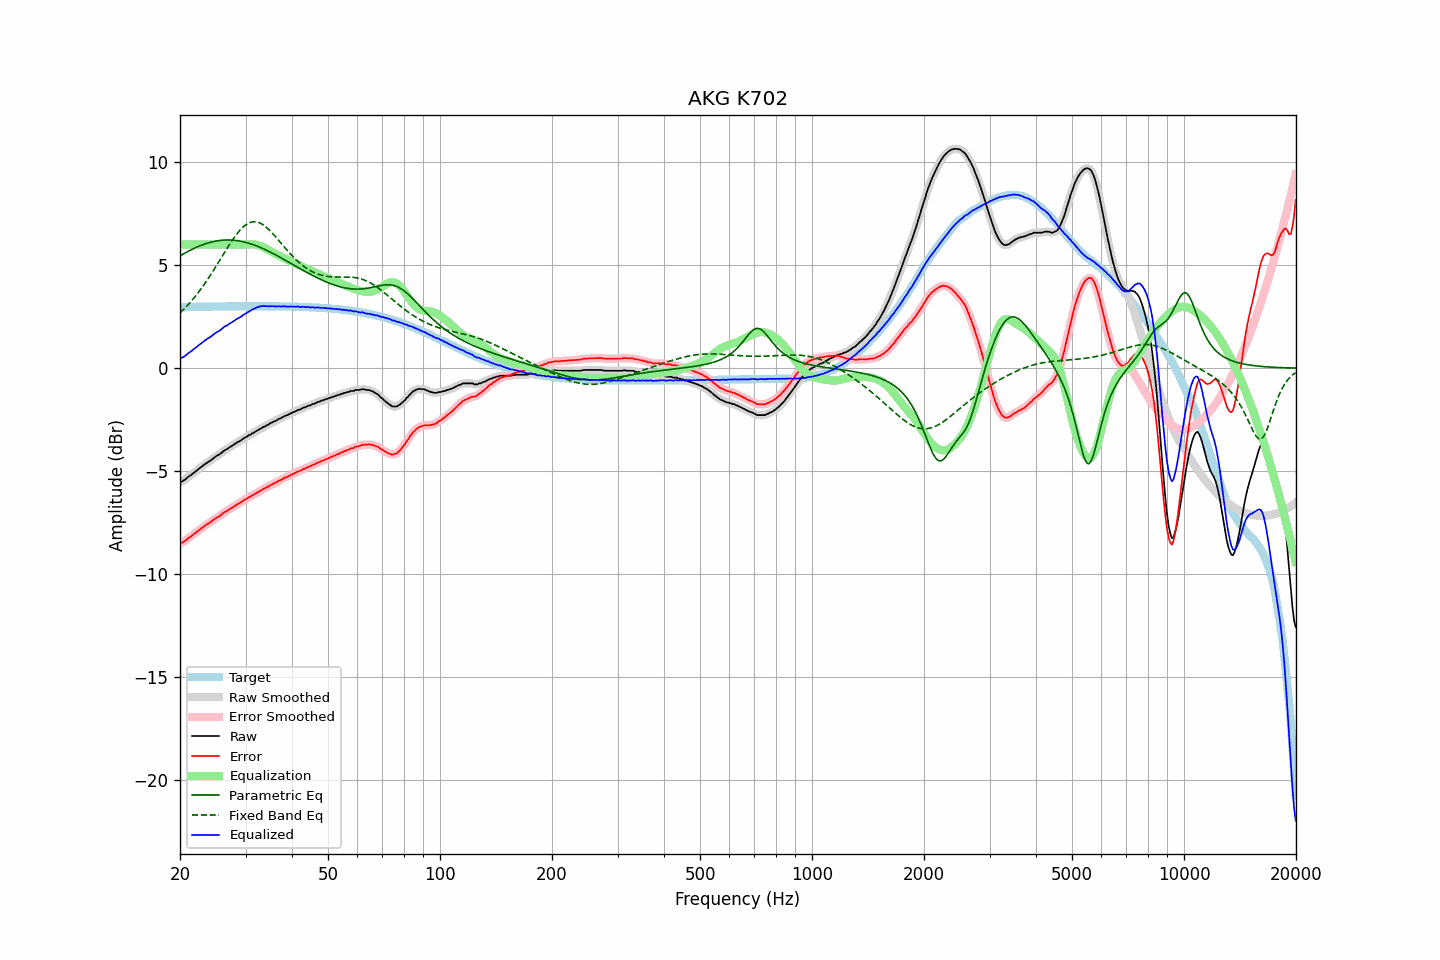 AKG K702
10
5
0
−5
−10
−15
−20
Amplitude (dBr)
Target
Raw Smoothed
Error Smoothed
Raw
Error
Equalization
Parametric Eq
Fixed Band Eq
Equalized
20 50 100 200 500 1000 2000 5000 10000 20000
Frequency (Hz)